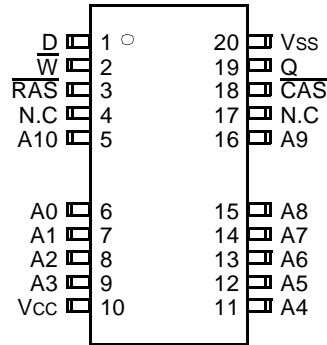 D 1 20 Vss
W 2 19 Q
RAS 3 18 CAS
N.C 4 17 N.C
A10 5 16 A9
A0 6 15 A8
A1 7 14 A7
A2 8 13 A6
A3 9 12 A5
Vcc 10 11 A4